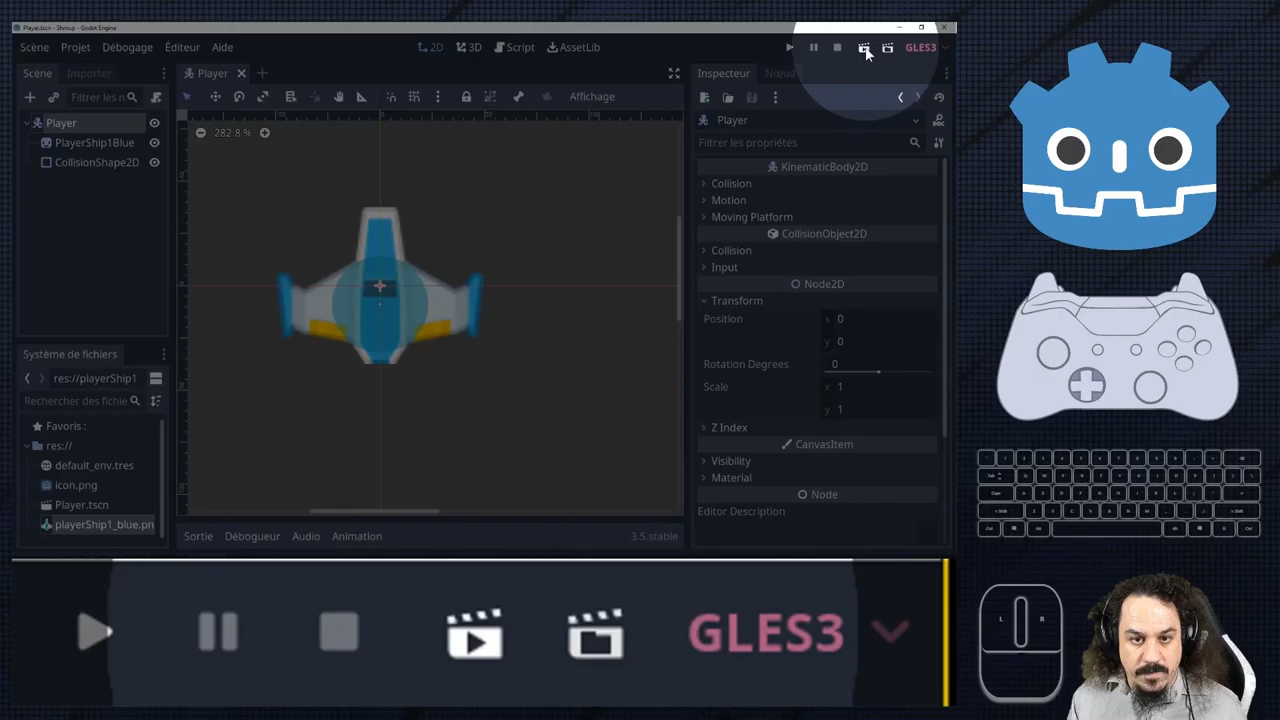 Player.tscn - Shmup - Godot Engine
Scène Projet Débogage Éditeur Aide
2D 3D Script AssetLib
GLES3
Scène Importer
Player
Inspecteur Nœud
Filtrer les n
Affichage
Player
PlayerShip1Blue
CollisionShape2D
282.8 %
Player
Filtrer les propriétés
KinematicBody2D
Collision
Motion
Moving Platform
CollisionObject2D
Collision
Input
Node2D
Transform
Position x 0
y 0
Rotation Degrees 0
Scale x 1
y 1
Z Index
CanvasItem
Visibility
Material
Node
Editor Description
Système de fichiers
res://playerShip1
Rechercher des fichie
Favoris :
res://
default_env.tres
icon.png
Player.tscn
playerShip1_blue.pn
Sortie Débogueur Audio Animation
3.5.stable
GLES3
L R